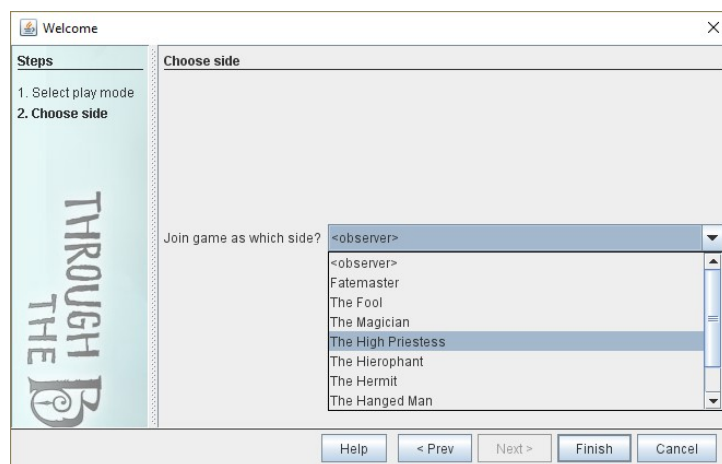 Welcome
Steps
1. Select play mode
2. Choose side
THROUGH
THE B
Choose side
Join game as which side? <observer>
<observer>
Fatemaster
The Fool
The Magician
The High Priestess
The Hierophant
The Hermit
The Hanged Man
Help < Prev Next > Finish Cancel